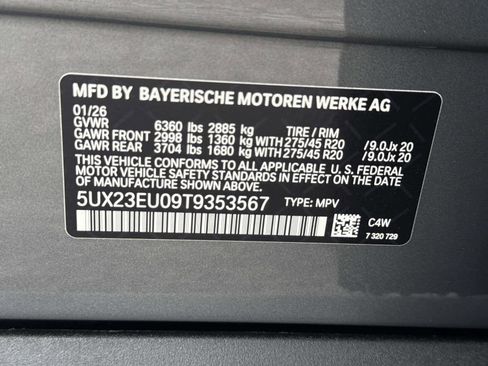 MFD BY BAYERISCHE MOTOREN WERKE AG
01/26
GVWR 6360 lbs 2885 kg TIRE / RIM
GAWR FRONT 2998 lbs 1360 kg WITH 275/45 R20 /9.0Jx 20
GAWR REAR 3704 lbs 1680 kg WITH 275/45 R20 /9.0Jx 20
THIS VEHICLE CONFORMS TO ALL APPLICABLE U. S. FEDERAL
MOTOR VEHICLE SAFETY STANDARDS IN EFFECT ON THE
DATE OF MANUFACTURE SHOWN ABOVE.
5UX23EU09T9353567 TYPE: MPV
C4W
7 320 729